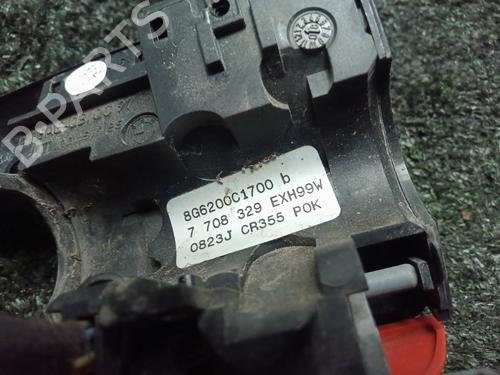 B-PARTS
8G6200C1700 b
7 708 329 EXH99W
0823J CR355 POK